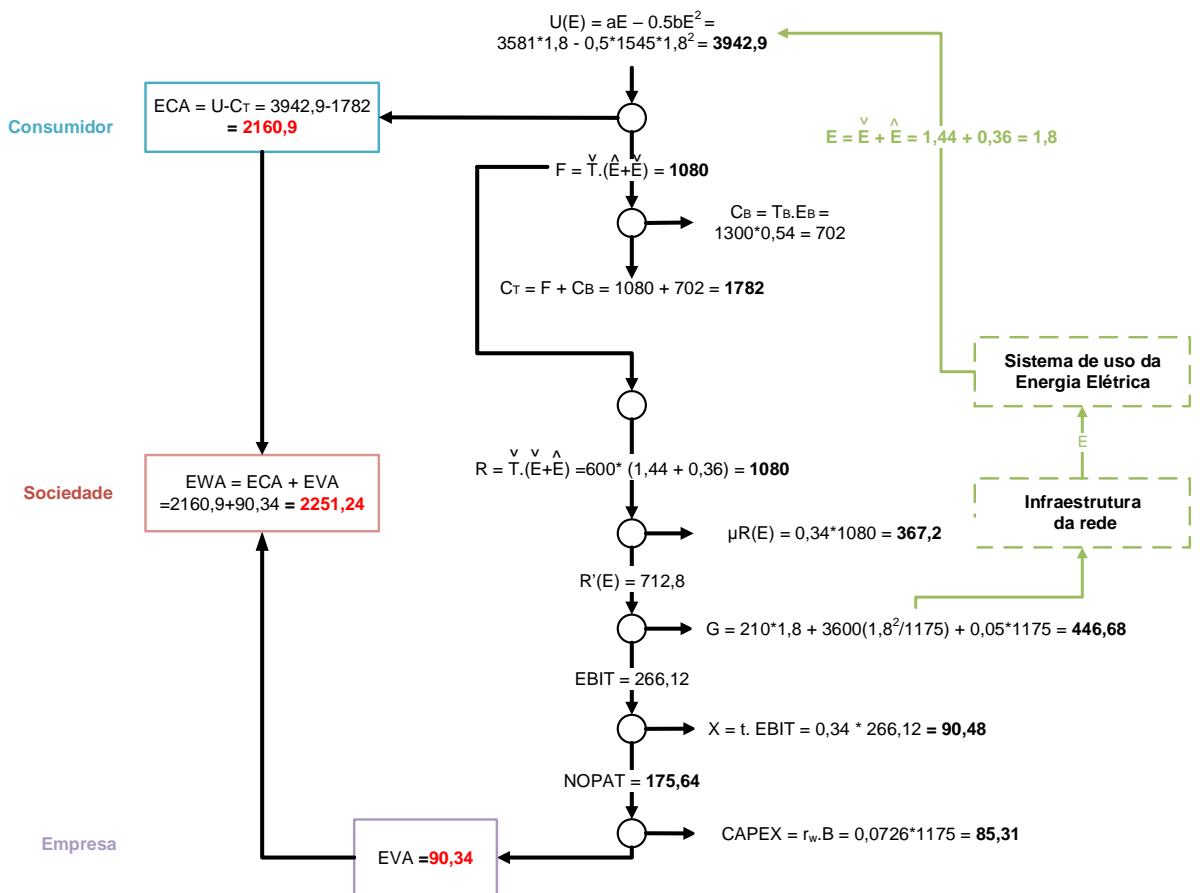 U(E) = aE – 0.5bE² =
3581*1,8 - 0,5*1545*1,8² = 3942,9
Consumidor
ECA = U-CT = 3942,9-1782
= 2160,9
E = Ě + Ê = 1,44 + 0,36 = 1,8
F = Ť.(Ê+Ě) = 1080
CB = TB.EB =
1300*0,54 = 702
CT = F + CB = 1080 + 702 = 1782
Sistema de uso da
Energia Elétrica
E
R = Ť.(Ě+Ê) =600* (1,44 + 0,36) = 1080
Sociedade
EWA = ECA + EVA
=2160,9+90,34 = 2251,24
Infraestrutura
da rede
µR(E) = 0,34*1080 = 367,2
R’(E) = 712,8
G = 210*1,8 + 3600(1,8²/1175) + 0,05*1175 = 446,68
EBIT = 266,12
X = t. EBIT = 0,34 * 266,12 = 90,48
NOPAT = 175,64
CAPEX = rw.B = 0,0726*1175 = 85,31
Empresa
EVA =90,34